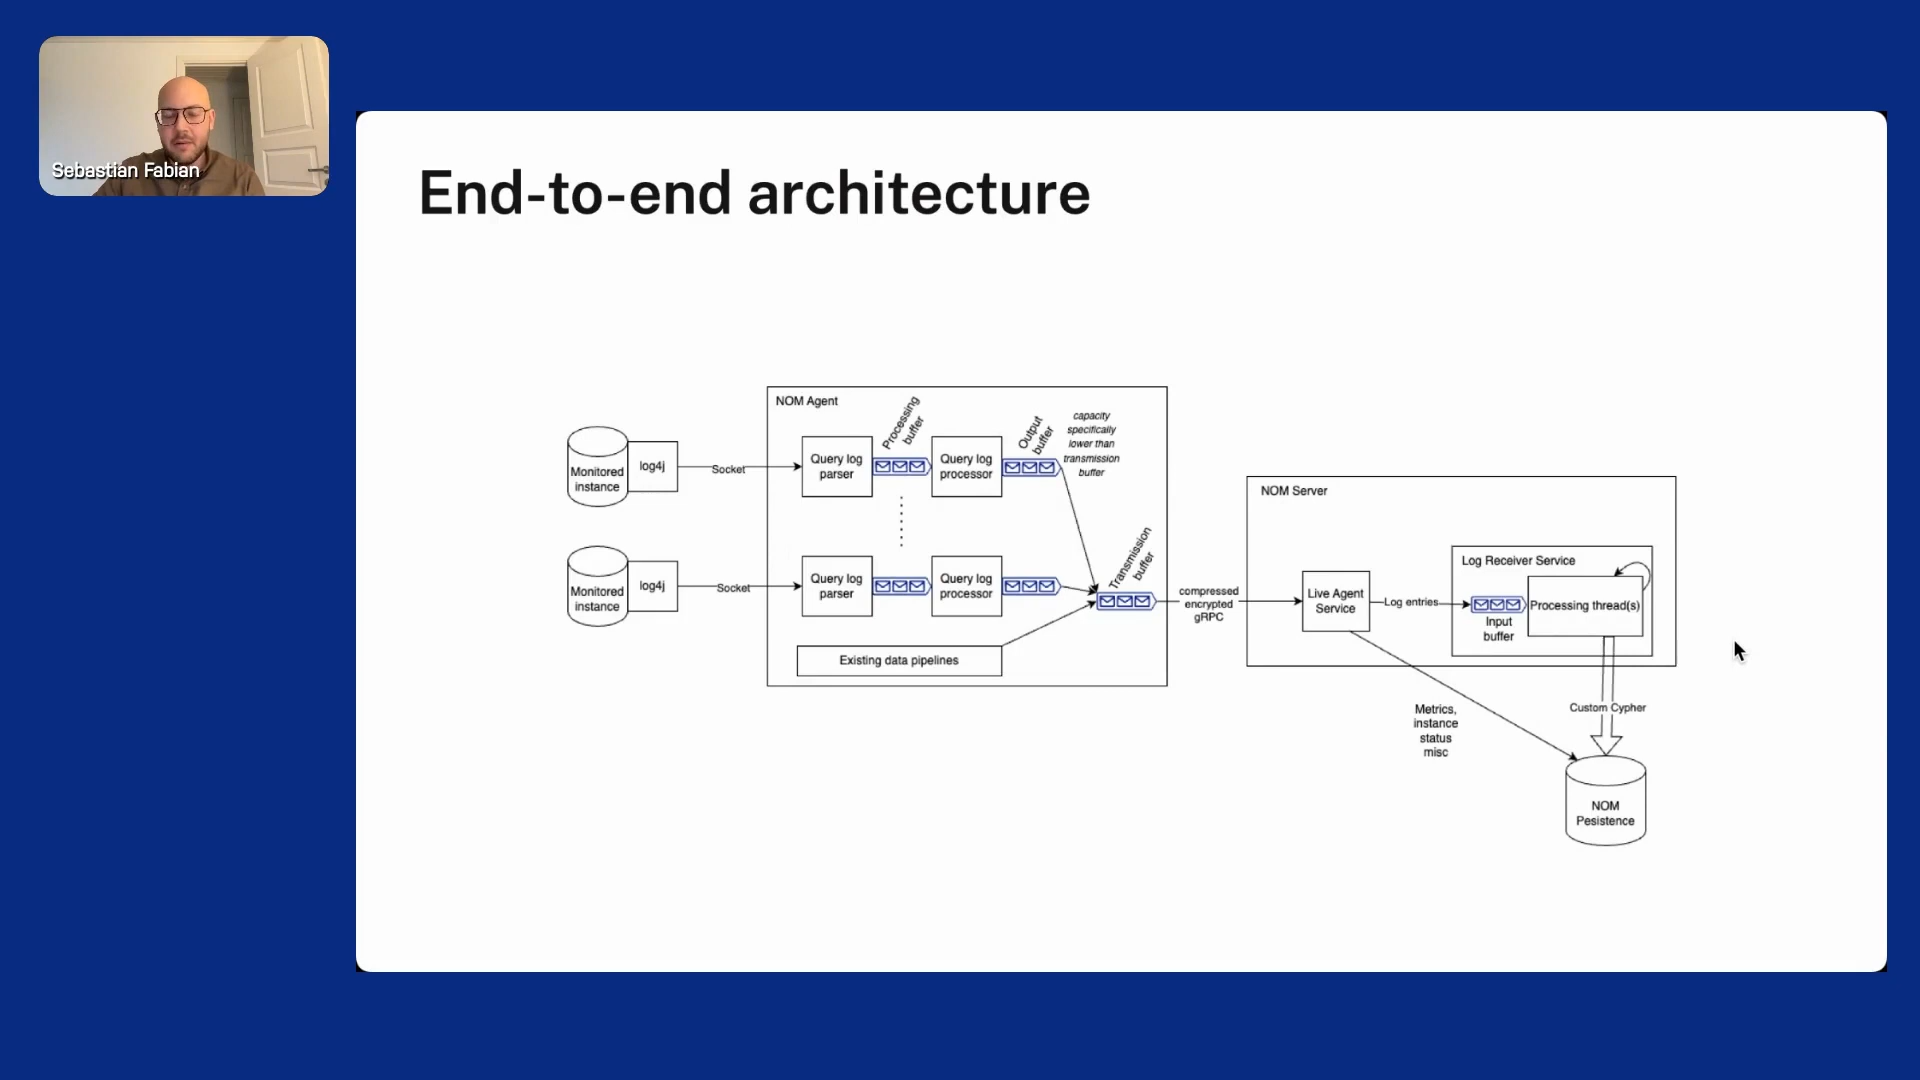 Sebastian Fabian
End-to-end architecture
NOM Agent
Processing
buffer
Output
buffer
capacity
specifically
lower than
transmission
buffer
Monitored
instance
log4j
Socket
Query log
parser
Query log
processor
NOM Server
Monitored
instance
log4j
Socket
Query log
parser
Query log
processor
Transmission
buffer
compressed
encrypted
gRPC
Live Agent
Service
Log entries
Log Receiver Service
Input
buffer
Processing thread(s)
Existing data pipelines
Metrics,
instance
status
misc
Custom Cypher
NOM
Pesistence